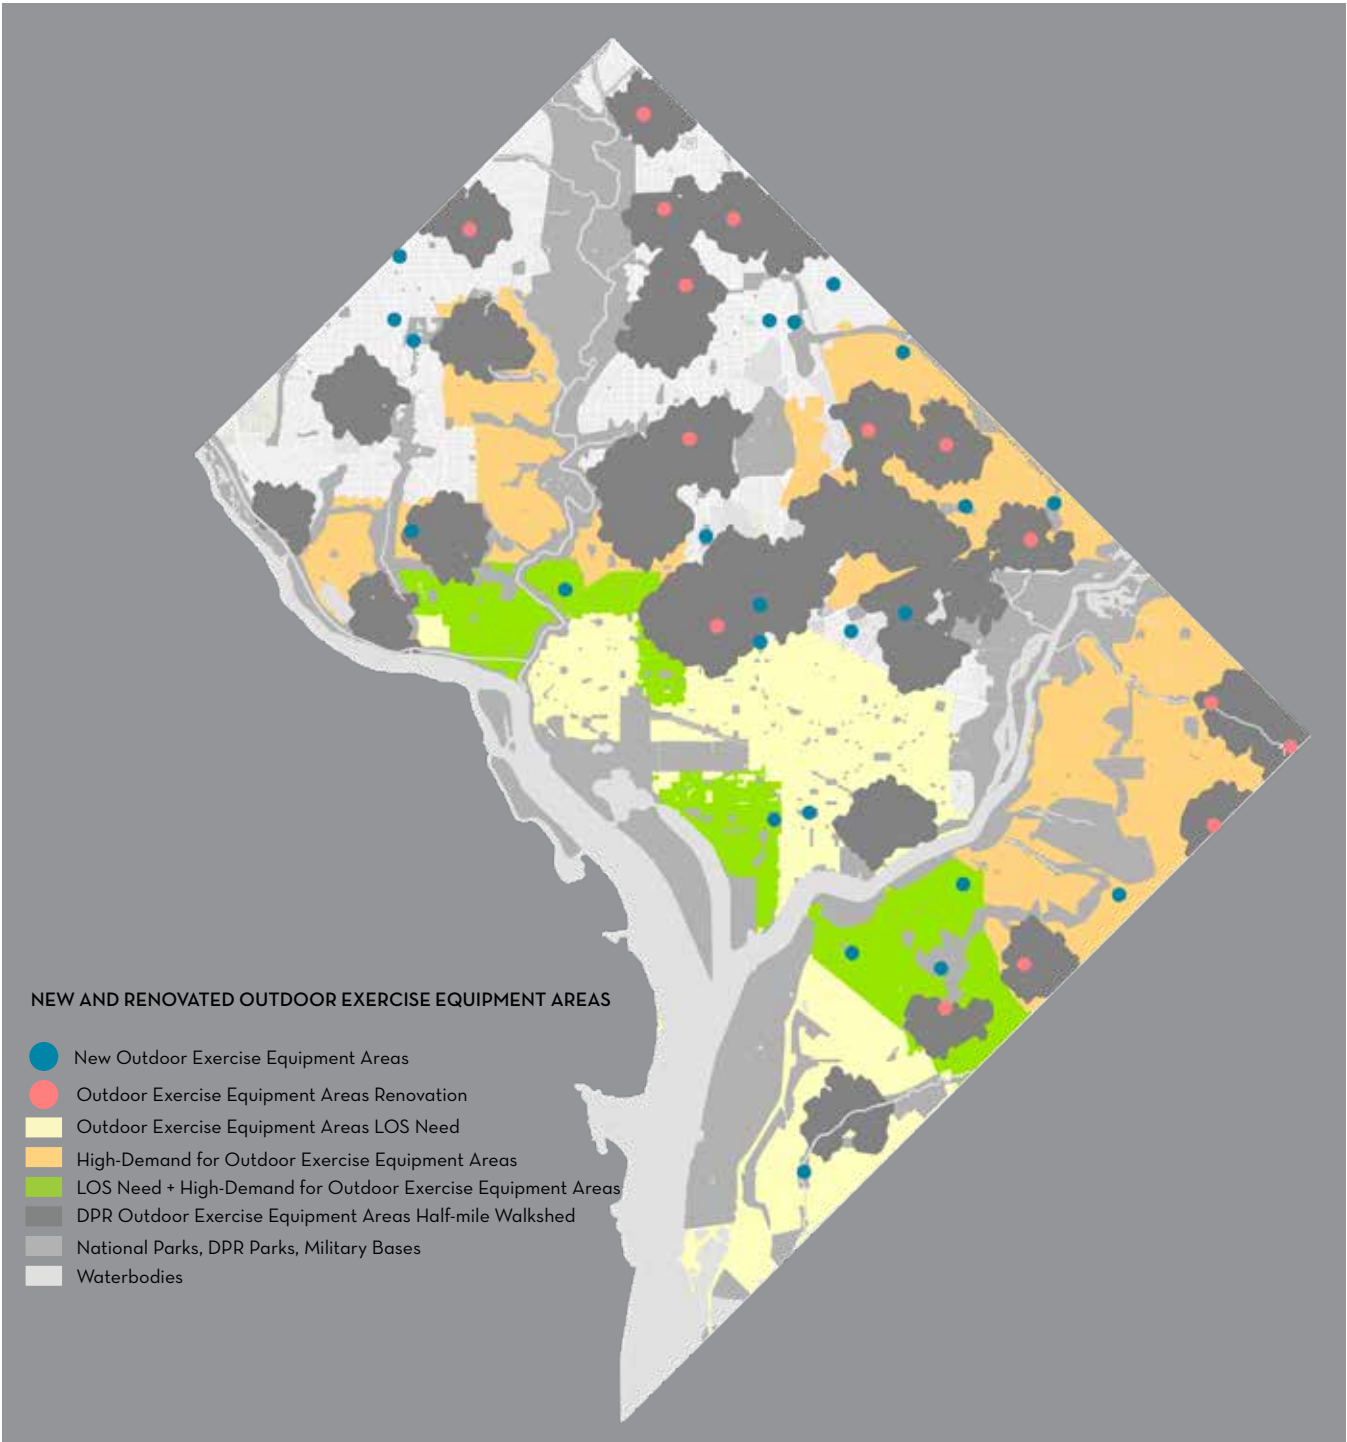 NEW AND RENOVATED OUTDOOR EXERCISE EQUIPMENT AREAS
New Outdoor Exercise Equipment Areas
Outdoor Exercise Equipment Areas Renovation
Outdoor Exercise Equipment Areas LOS Need
High-Demand for Outdoor Exercise Equipment Areas
LOS Need + High-Demand for Outdoor Exercise Equipment Areas
DPR Outdoor Exercise Equipment Areas Half-mile Walkshed
National Parks, DPR Parks, Military Bases
Waterbodies